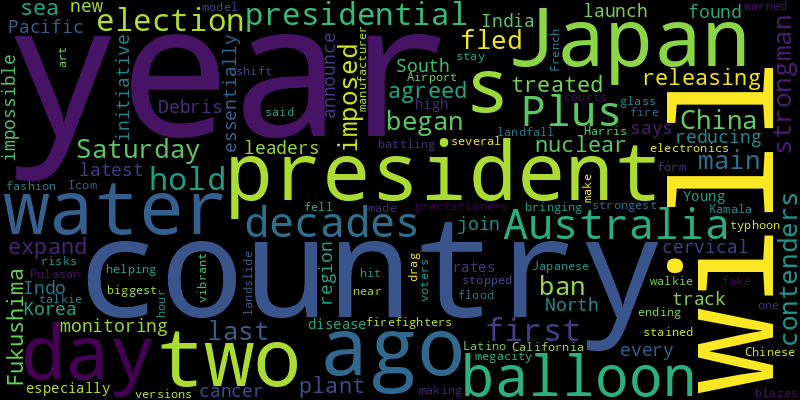 sea new
Pacific election presidential India launch found warned
model
art
year
Japan
fled
South
Airport
stay
French
strongman
impossible
initiative
Debris
essentially
shift
announce
imposed
manufacturer
said
agreed
high
s
treated
releasing
Plus
began
courts
glass
fire
China
says
reducing
Saturday
leaders
battling
several
landfall
Harris
nuclear
electronics
latest
hold
president
will
main
form
fashion
Icom
make
strongest
Young
Kamala
water
decades
fell
made
practitioners
bringing
join
Australia
typhoon
expand
country
cervical
contenders
risks
Pulasan
Indo
helping
vibrant
landslide
region
hit
drag
voters
rates
Japanese
stopped
ban
walkie
fake
talkie
biggest
hour
near
flood
North
track
one
Korea
Fukushima
monitoring
last
disease
firefighters
first
ending
stained
day
two
ago
Latino
California
every
Chinese
megacity
especially
versions
cancer
plant
making
balloon
blazes